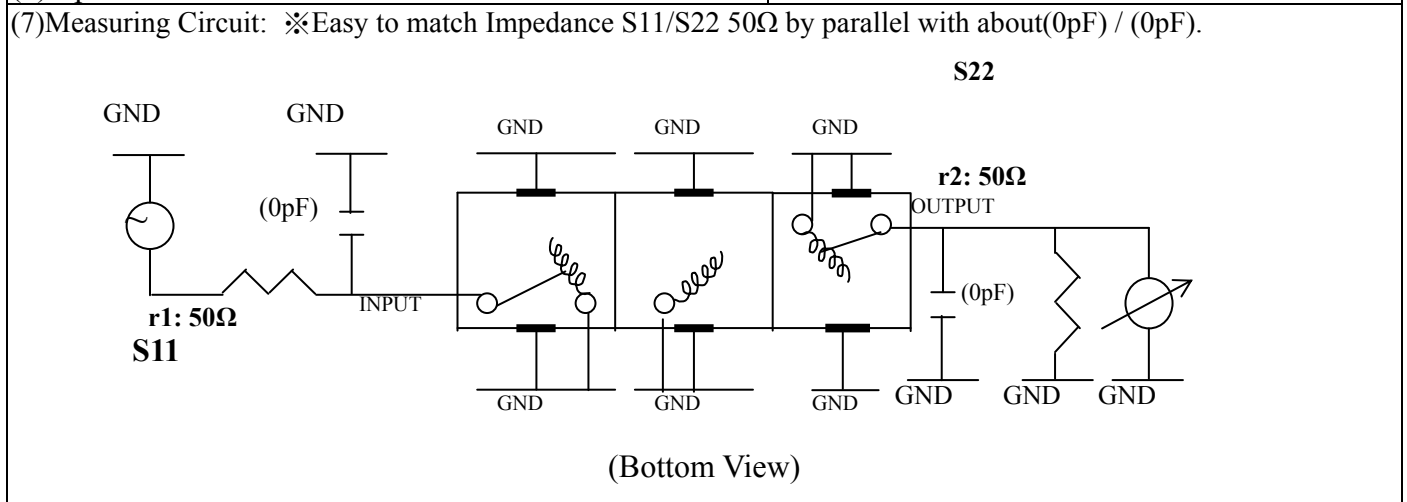 (7)Measuring Circuit: ※Easy to match Impedance S11/S22 50Ω by parallel with about(0pF) / (0pF).
S22
GND GND GND GND GND
r2: 50Ω
(0pF) OUTPUT
(0pF)
INPUT
r1: 50Ω
S11
GND GND GND GND GND GND
(Bottom View)